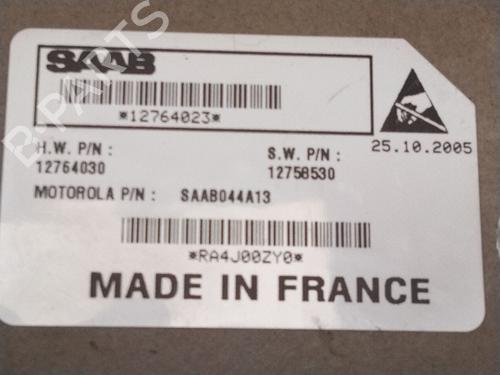 SAAB
*12764023*
H.W. P/N :
12764030
S.W. P/N :
12758530
25.10.2005
MOTOROLA P/N : SAAB044A13
*RA4J00ZY0*
MADE IN FRANCE
B-PARTS